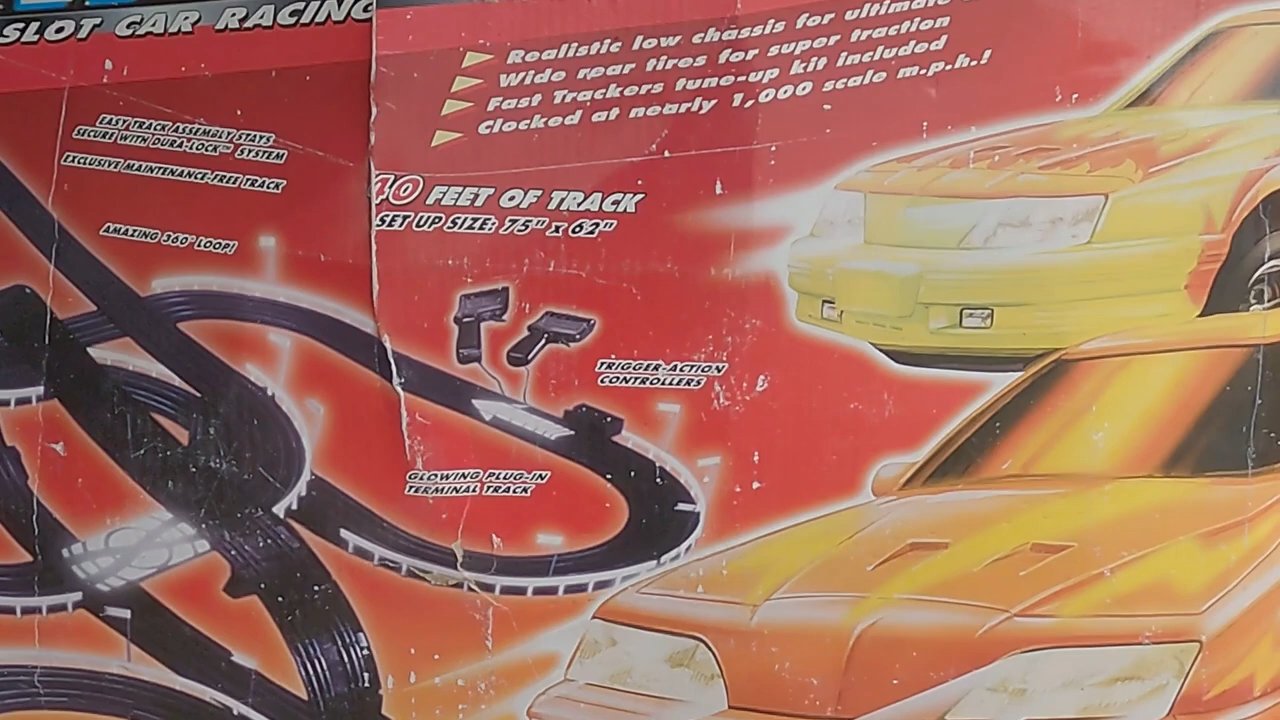 SLOT CAR RACING
Realistic low chassis for ultimate
Wide rear tires for super traction
Fast Trackers tune-up kit included
Clocked at nearly 1,000 scale m.p.h.!
EASY TRACK ASSEMBLY STAYS
SECURE WITH DURA-LOCK™ SYSTEM
EXCLUSIVE MAINTENANCE-FREE TRACK
AMAZING 360° LOOP!
40 FEET OF TRACK
SET UP SIZE: 75" x 62"
TRIGGER-ACTION
CONTROLLERS
GLOWING PLUG-IN
TERMINAL TRACK